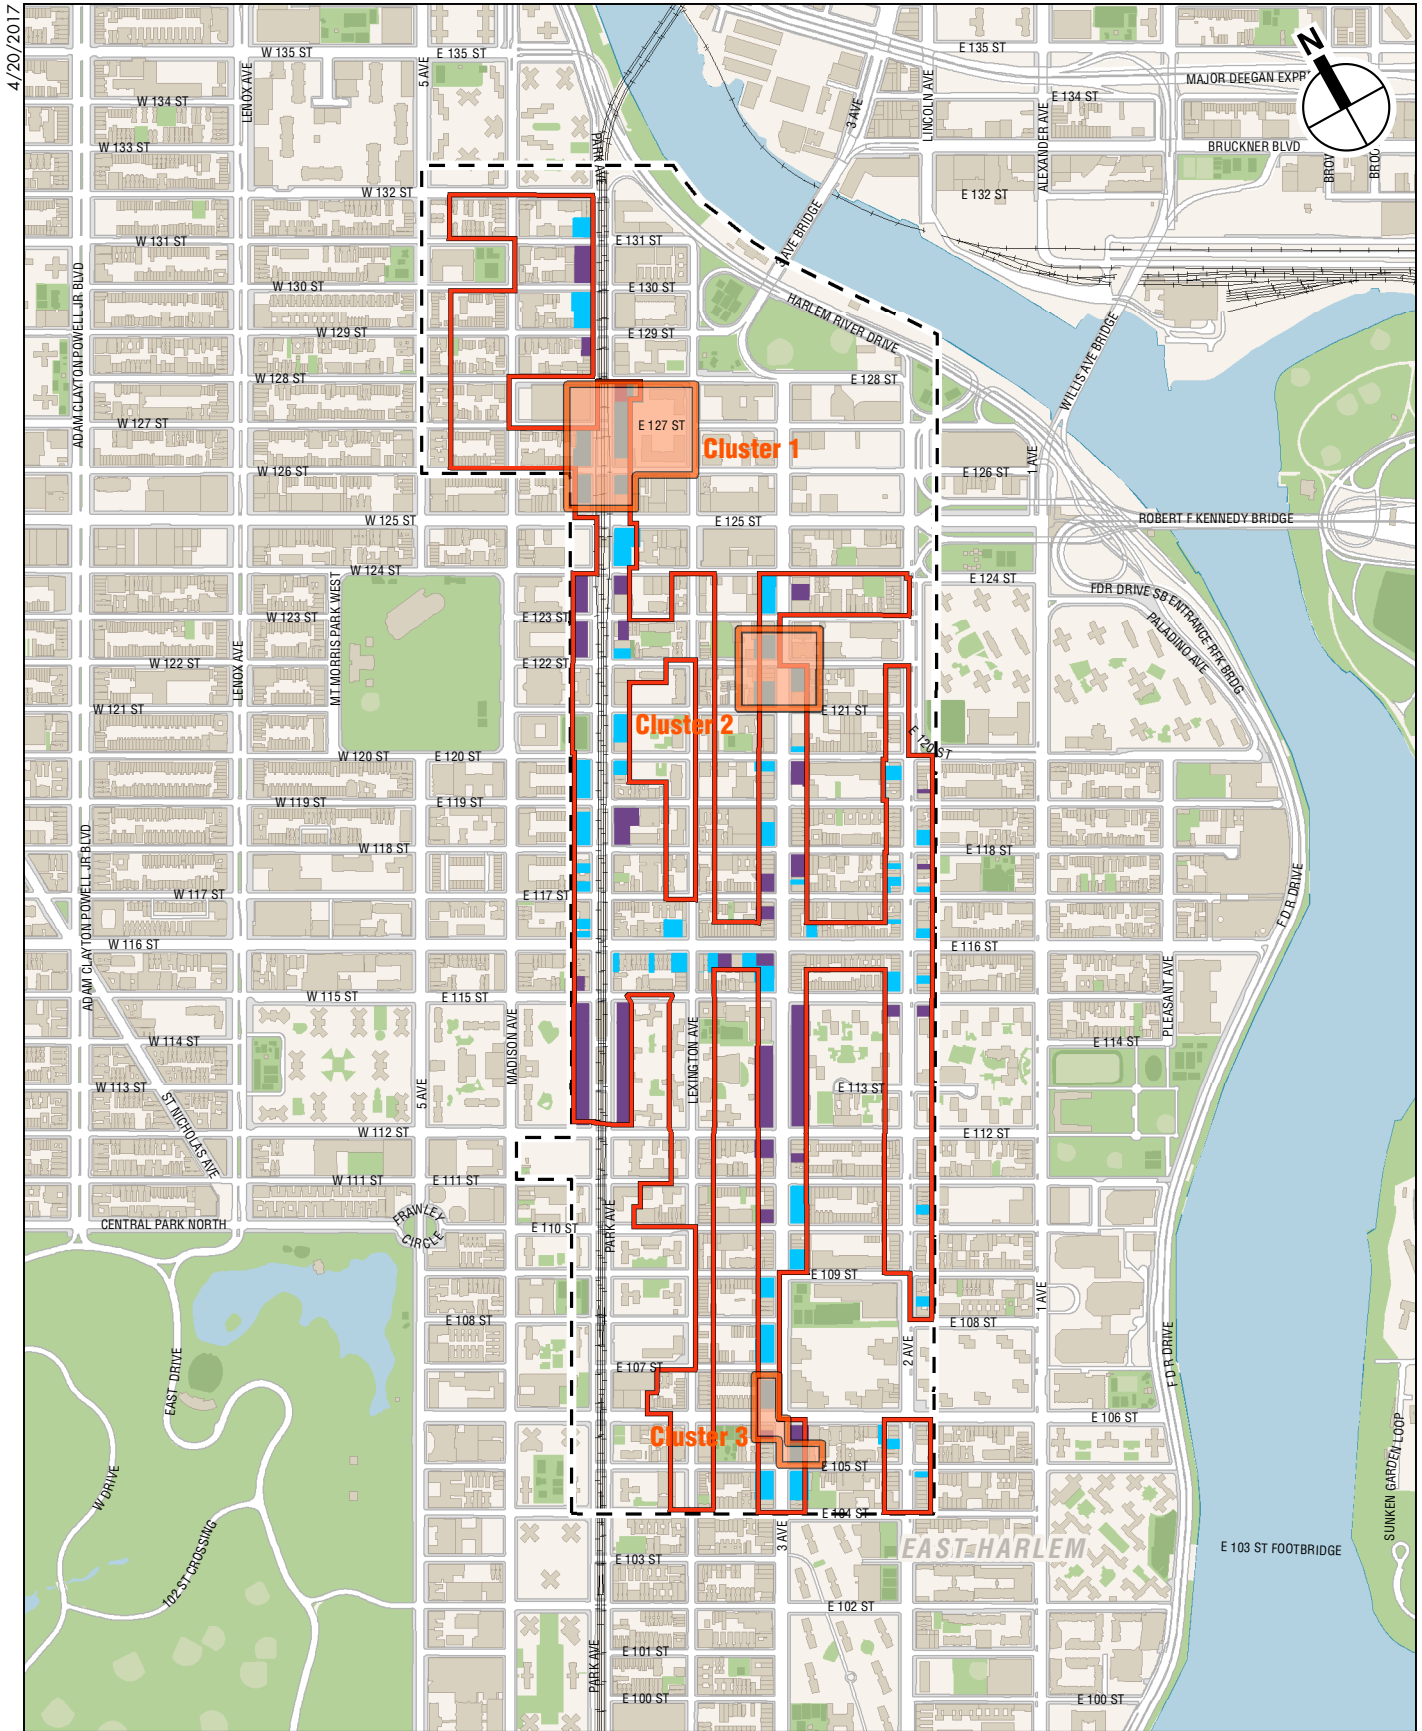 4/20/2017
W 135 ST
E 135 ST
E 135 ST
N
MAJOR DEEGAN EXPR
LENOX AVE
5 AVE
W 134 ST
3 AVE
LINCOLN AVE
E 134 ST
ALEXANDER AVE
W 133 ST
BRUCKNER BLVD
W 132 ST
E 132 ST
W 131 ST
E 131 ST
3 AVE BRIDGE
ADAM CLAYTON POWELL JR BLVD
W 130 ST
E 130 ST
HARLEM RIVER DRIVE
W 129 ST
E 129 ST
WILLIS AVE BRIDGE
W 128 ST
E 128 ST
W 127 ST
E 127 ST
Cluster 1
W 126 ST
E 126 ST
1 AVE
W 125 ST
E 125 ST
ROBERT F KENNEDY BRIDGE
W 124 ST
E 124 ST
MT MORRIS PARK WEST
FDR DRIVE SB ENTRANCE RFK BRDG
W 123 ST
E 123 ST
PALADINO AVE
LENOX AVE
W 122 ST
E 122 ST
W 121 ST
E 121 ST
Cluster 2
W 120 ST
E 120 ST
E 120 ST
W 119 ST
E 119 ST
ADAM CLAYTON POWELL JR BLVD
W 118 ST
E 118 ST
W 117 ST
E 117 ST
F D R DRIVE
W 116 ST
E 116 ST
PLEASANT AVE
W 115 ST
E 115 ST
MADISON AVE
LEXINGTON AVE
W 114 ST
E 114 ST
W 113 ST
5 AVE
E 113 ST
ST NICHOLAS AVE
W 112 ST
E 112 ST
W 111 ST
E 111 ST
CENTRAL PARK NORTH
FRAWLEY
CIRCLE
E 110 ST
PARK AVE
E 109 ST
1 AVE
E 108 ST
E 108 ST
2 AVE
F D R DRIVE
EAST DRIVE
E 107 ST
E 106 ST
Cluster 3
E 105 ST
W DRIVE
SUNKEN GARDEN LOOP
E 104 ST
3 AVE
EAST HARLEM
E 103 ST
E 103 ST FOOTBRIDGE
102 ST CROSSING
E 102 ST
PARK AVE
E 101 ST
E 100 ST
E 100 ST